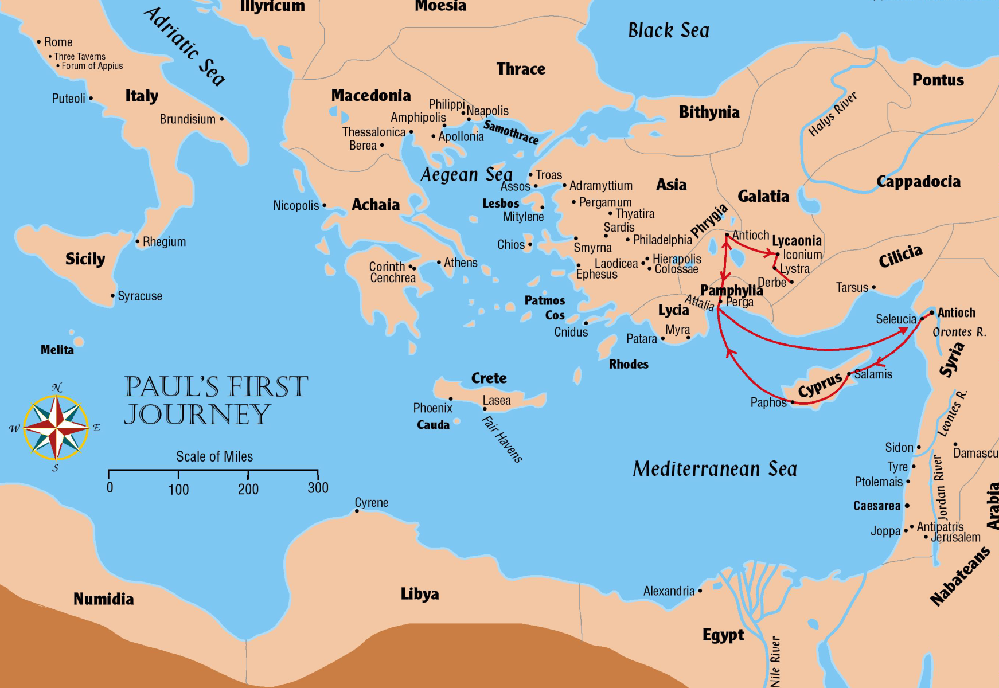 Illyricum
Moesia
Black Sea
Adriatic Sea
Rome
Three Taverns
Forum of Appius
Thrace
Pontus
Puteoli
Italy
Macedonia
Philippi
Neapolis
Bithynia
Halys River
Brundisium
Amphipolis
Samothrace
Thessalonica
Apollonia
Berea
Aegean Sea
Troas
Assos
Adramyttium
Asia
Cappadocia
Galatia
Nicopolis
Achaia
Lesbos
Pergamum
Mitylene
Thyatira
Phrygia
Sardis
Antioch
Lycaonia
Rhegium
Chios
Smyrna
Philadelphia
Iconium
Cilicia
Sicily
Corinth
Cenchrea
Athens
Laodicea
Hierapolis
Colossae
Ephesus
Lystra
Derbe
Tarsus
Syracuse
Patmos
Cos
Cnidus
Pamphylia
Attalia
Perga
Lycia
Myra
Patara
Seleucia
Antioch
Orontes R.
Melita
Rhodes
Syria
Crete
Cyprus
Salamis
Paphos
Lasea
Phoenix
Cauda
Fair Havens
Leontes R.
N
W
E
S
PAUL'S FIRST
JOURNEY
Scale of Miles
0 100 200 300
Mediterranean Sea
Sidon
Damascu
Tyre
Ptolemais
Jordan River
Arabia
Caesarea
Cyrene
Joppa
Antipatris
Jerusalem
Nabateans
Numidia
Libya
Alexandria
Egypt
Nile River